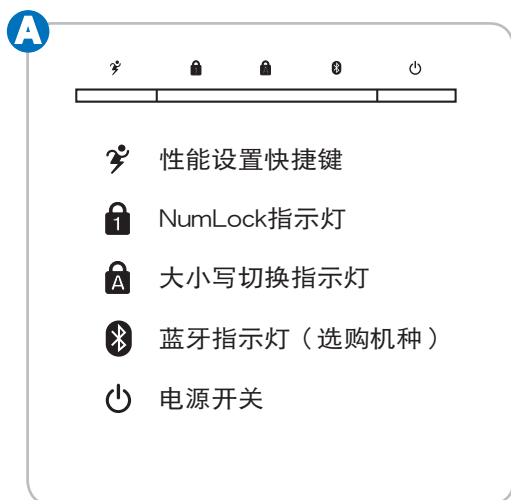 A
性能设置快捷键
NumLock指示灯
大小写切换指示灯
蓝牙指示灯（选购机种）
电源开关